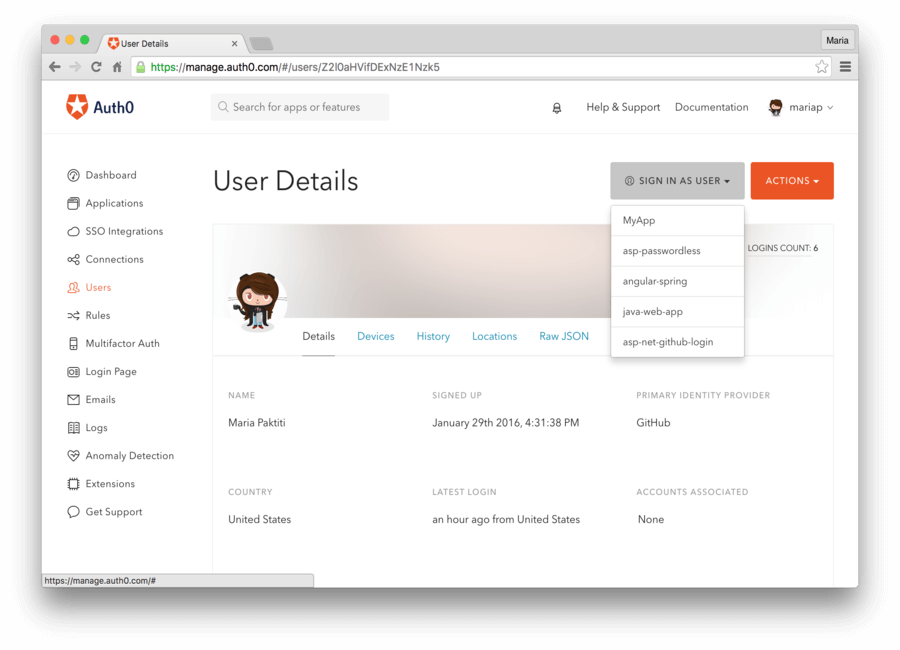 User Details
Maria
https://manage.auth0.com/#/users/Z2l0aHVifDExNzE1Nzk5
Auth0
Search for apps or features
Help & Support
Documentation
mariap
Dashboard
Applications
SSO Integrations
Connections
Users
Rules
Multifactor Auth
Login Page
Emails
Logs
Anomaly Detection
Extensions
Get Support
User Details
SIGN IN AS USER
ACTIONS
MyApp
asp-passwordless
angular-spring
java-web-app
asp-net-github-login
LOGINS COUNT: 6
Details
Devices
History
Locations
Raw JSON
NAME
Maria Paktiti
SIGNED UP
January 29th 2016, 4:31:38 PM
PRIMARY IDENTITY PROVIDER
GitHub
COUNTRY
United States
LATEST LOGIN
an hour ago from United States
ACCOUNTS ASSOCIATED
None
https://manage.auth0.com/#